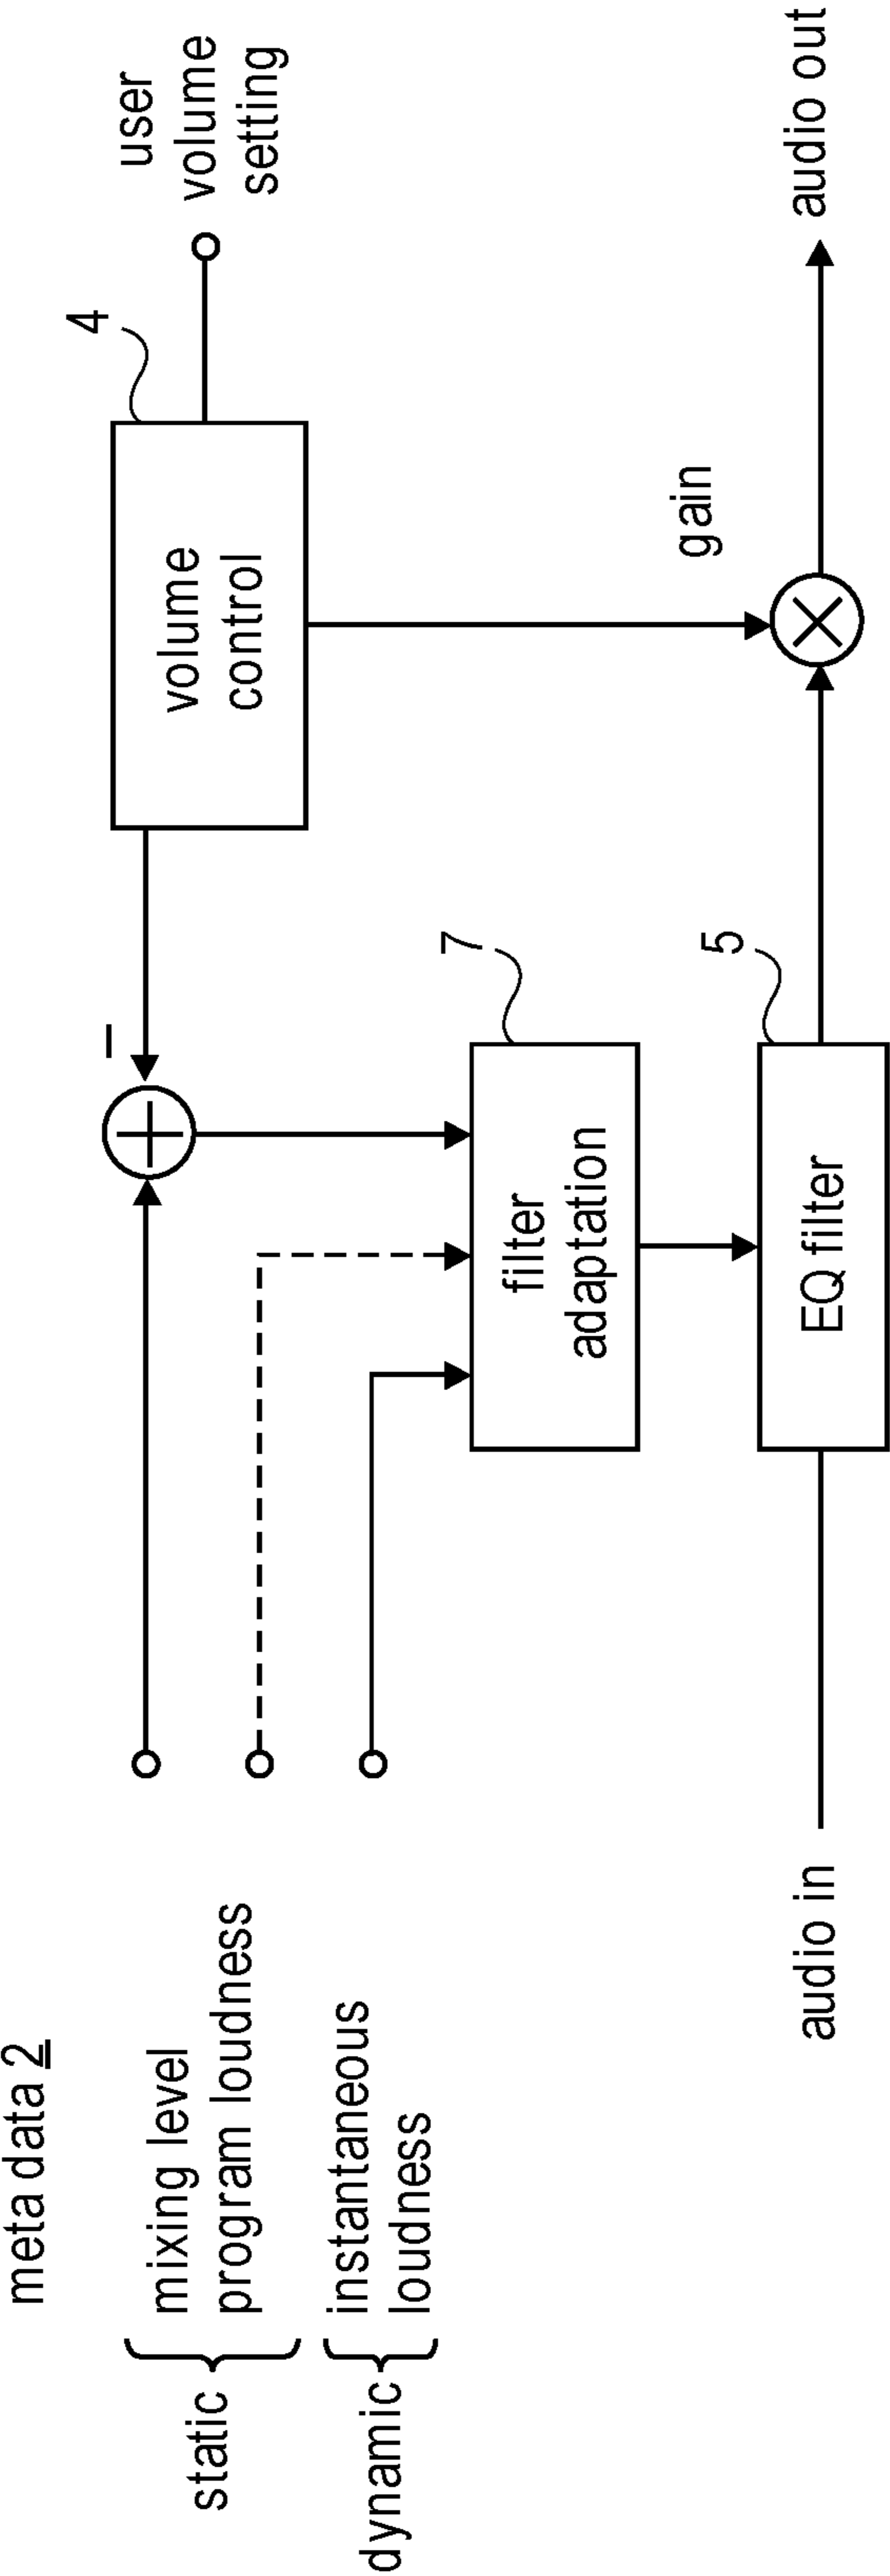 meta data 2
static
mixing level
program loudness
dynamic
instantaneous
loudness
4
volume
control
user
volume
setting
–
+
7
filter
adaptation
gain
×
audio in
5
EQ filter
audio out